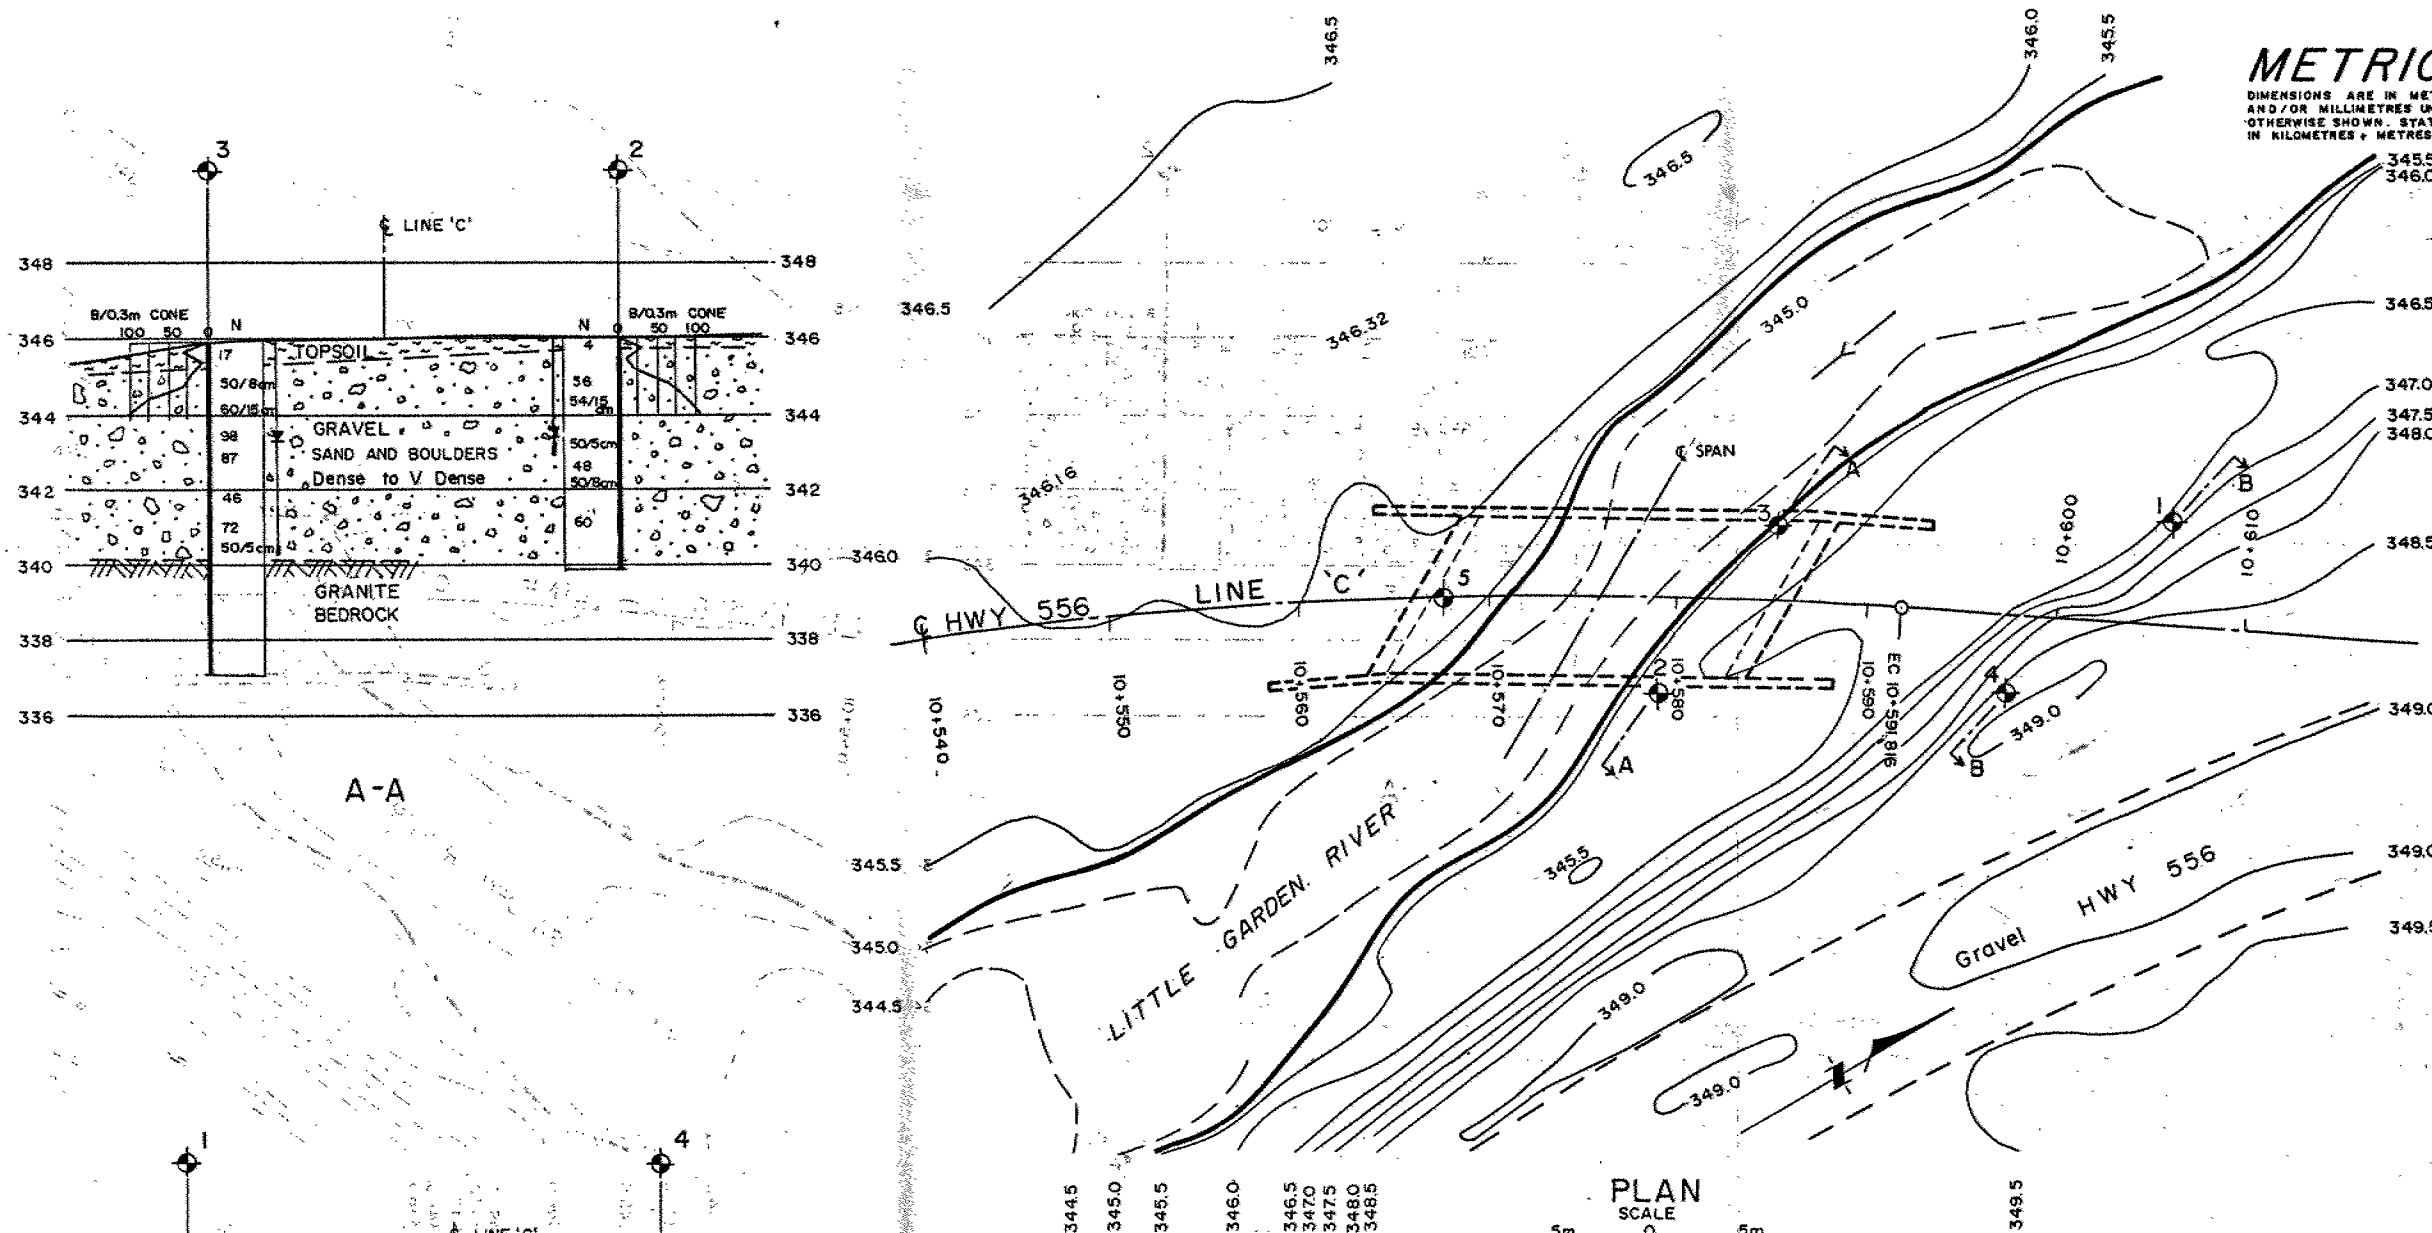 METRIC
DIMENSIONS ARE IN
AND/OR MILLIMETRES
OTHERWISE SHOWN.
IN KILOMETRES + METRES
3
2
℄ LINE 'C'
348
348
B/0.3m CONE
100 50 0
N
N
B/0.3m CONE
0 50 100
346
346
17
TOPSOIL
4
50/8cm
56
60/15cm
54/15
cm
344
344
98
GRAVEL
50/5cm
87
SAND AND BOULDERS
48
Dense to V Dense
50/8cm
342
342
46
72
60
50/5cm
340
340
GRANITE
BEDROCK
338
338
336
336
A-A
1
4
346.5
346.0
345.5
346.5
345.5
346.0
346.5
346.32
345.0
346.5
347.0
347.5
348.0
346.16
℄ SPAN
A
3
1
B
10+600
10+610
348.5
346.0
5
℄ HWY 556
LINE 'C'
10+540
10+550
10+560
10+570
2
10+580
10+590
EC 10+591.816
4
349.0
B
A
349.0
345.5
345.5
LITTLE GARDEN RIVER
HWY 556
Gravel
349.0
349.5
345.0
344.5
349.0
349.0
344.5
345.0
345.5
346.0
346.5
347.0
347.5
348.0
348.5
349.5
PLAN
SCALE
5m 0 5m